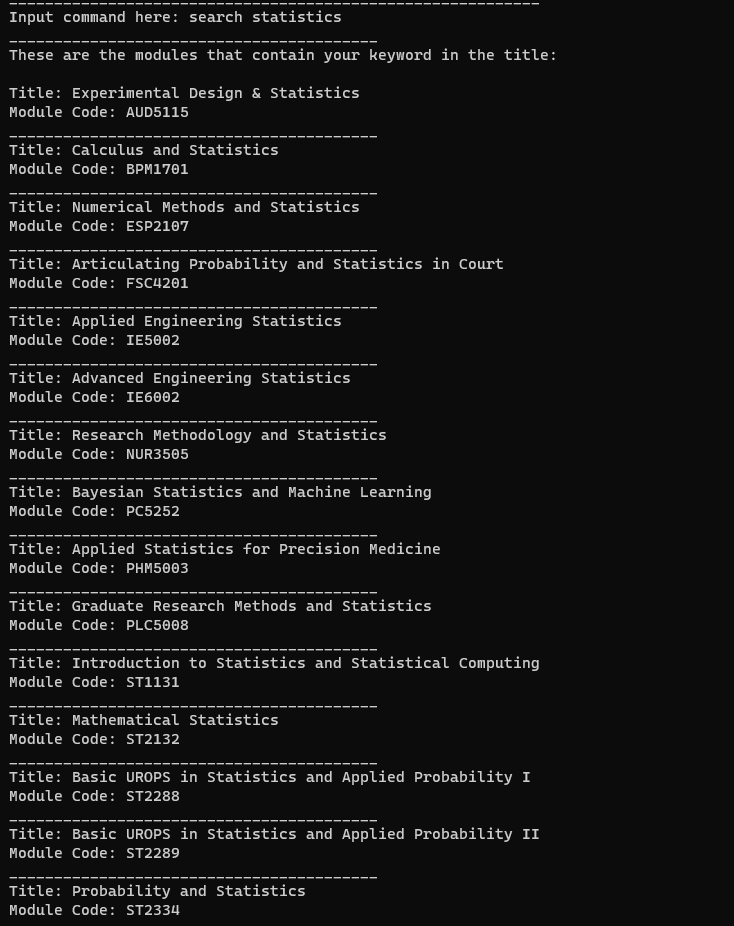 ___________________________________________________________
Input command here: search statistics
_________________________________________
These are the modules that contain your keyword in the title:

Title: Experimental Design & Statistics
Module Code: AUD5115
_________________________________________
Title: Calculus and Statistics
Module Code: BPM1701
_________________________________________
Title: Numerical Methods and Statistics
Module Code: ESP2107
_________________________________________
Title: Articulating Probability and Statistics in Court
Module Code: FSC4201
_________________________________________
Title: Applied Engineering Statistics
Module Code: IE5002
_________________________________________
Title: Advanced Engineering Statistics
Module Code: IE6002
_________________________________________
Title: Research Methodology and Statistics
Module Code: NUR3505
_________________________________________
Title: Bayesian Statistics and Machine Learning
Module Code: PC5252
_________________________________________
Title: Applied Statistics for Precision Medicine
Module Code: PHM5003
_________________________________________
Title: Graduate Research Methods and Statistics
Module Code: PLC5008
_________________________________________
Title: Introduction to Statistics and Statistical Computing
Module Code: ST1131
_________________________________________
Title: Mathematical Statistics
Module Code: ST2132
_________________________________________
Title: Basic UROPS in Statistics and Applied Probability I
Module Code: ST2288
_________________________________________
Title: Basic UROPS in Statistics and Applied Probability II
Module Code: ST2289
_________________________________________
Title: Probability and Statistics
Module Code: ST2334